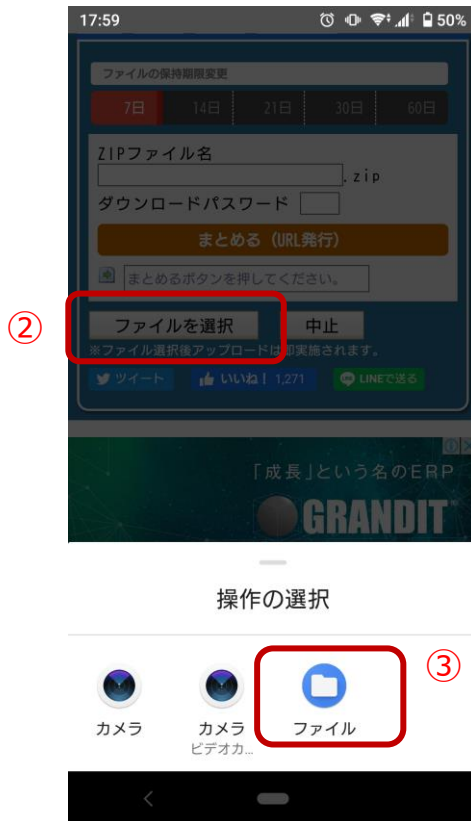 17:59 50%
ファイルの保持期限変更
7日 14日 21日 30日 60日
ZIPファイル名
.zip
ダウンロードパスワード
まとめる（URL発行）
まとめるボタンを押してください。
②
ファイルを選択 中止
※ファイル選択後アップロードは即実施されます。
ツイート いいね！ 1,271 LINEで送る
「成長」という名のERP
GRANDIT
操作の選択
③
カメラ カメラ ファイル
ビデオカ...